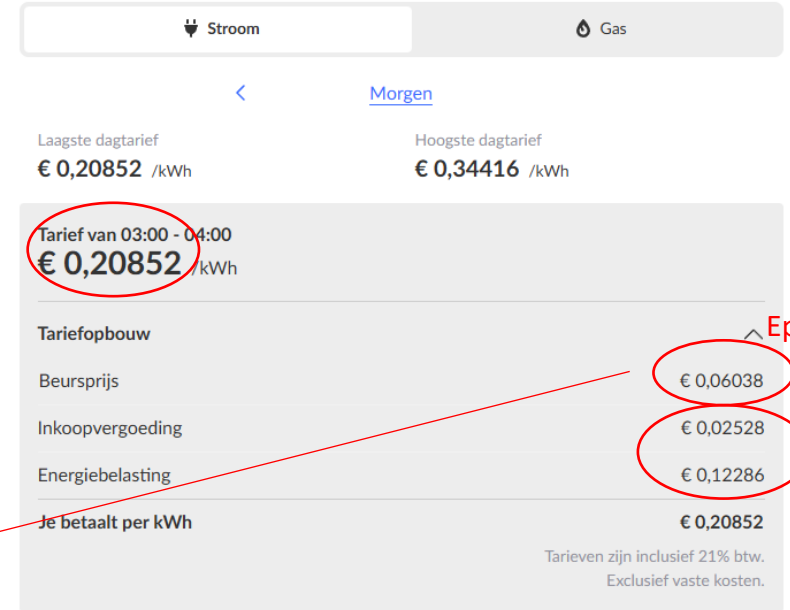 Stroom
Gas
Morgen
Laagste dagtarief
Hoogste dagtarief
€ 0,20852 /kWh
€ 0,34416 /kWh
Tarief van 03:00 - 04:00
€ 0,20852 /kWh
Tariefopbouw
Ep
Beursprijs € 0,06038
Inkoopvergoeding € 0,02528
Energiebelasting € 0,12286
Je betaalt per kWh € 0,20852
Tarieven zijn inclusief 21% btw.
Exclusief vaste kosten.